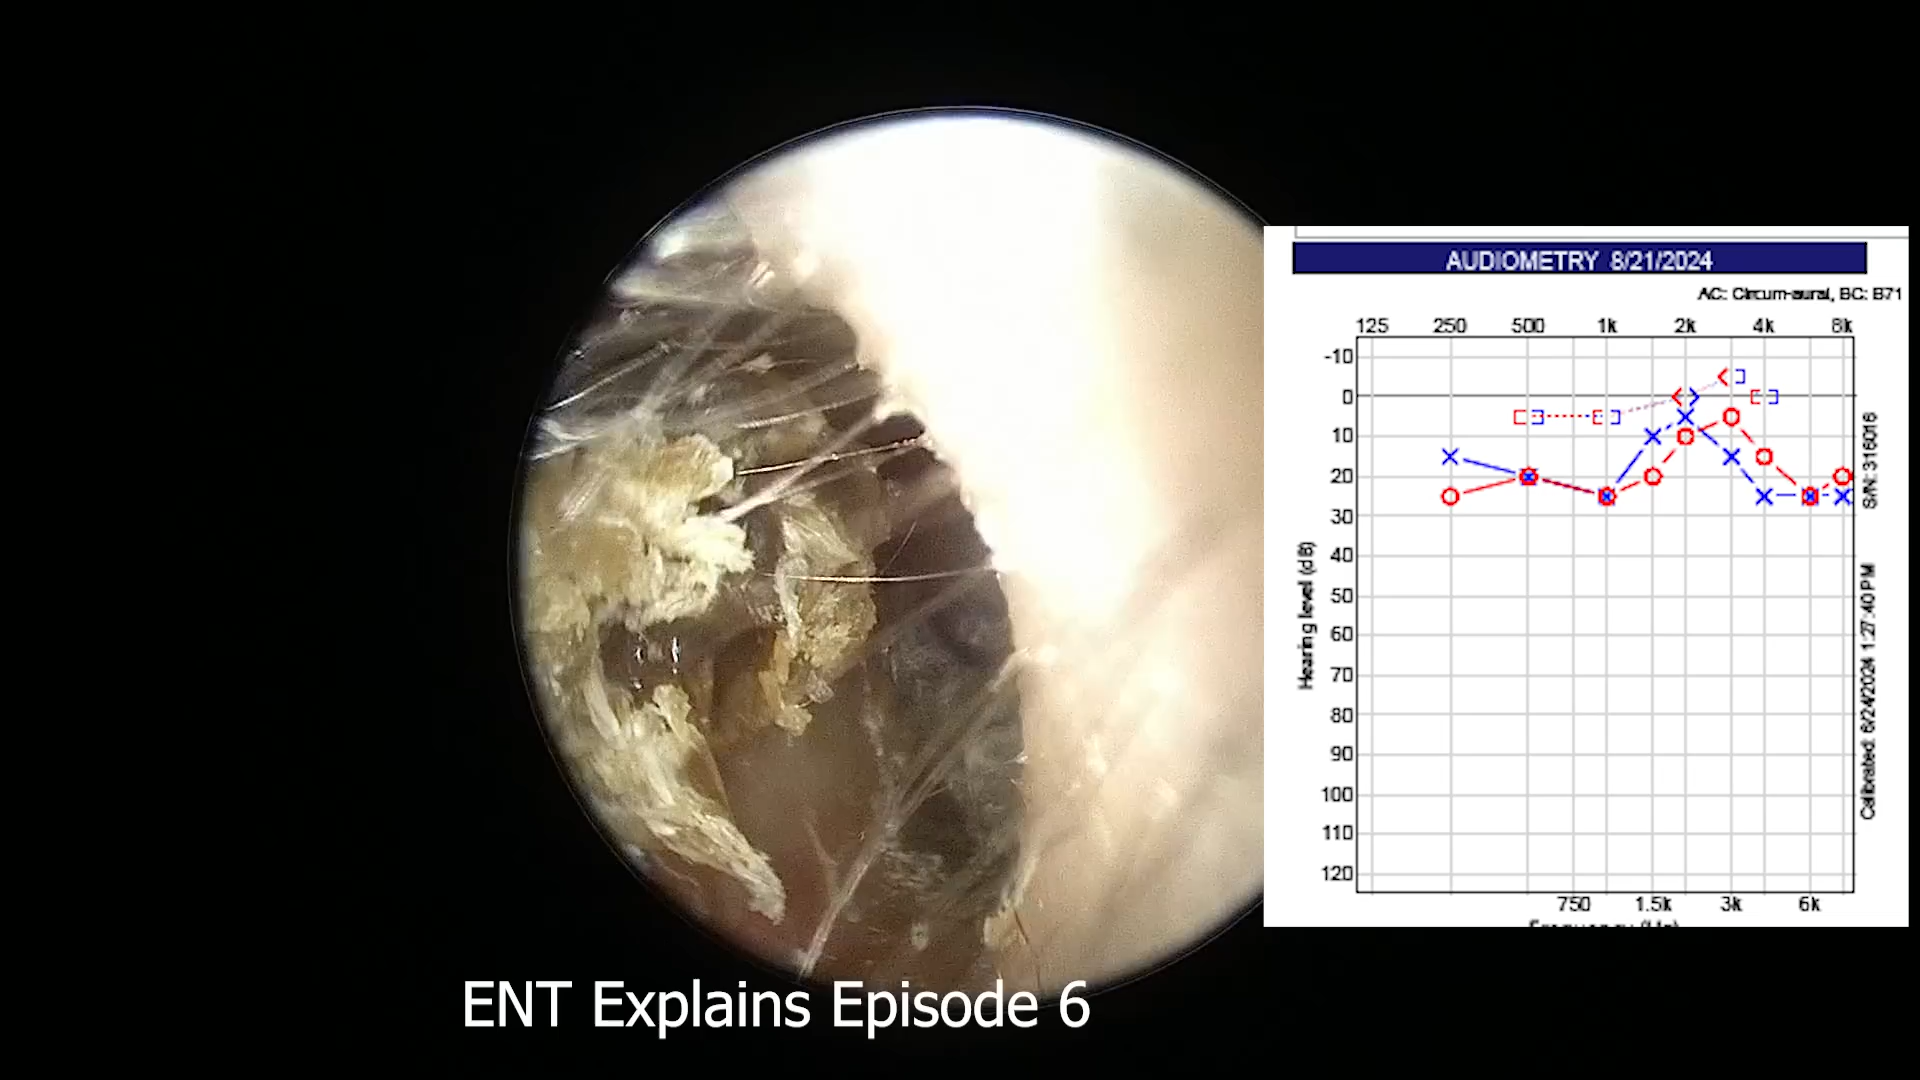 AUDIOMETRY 8/21/2024
AC: Circum-aural, BC: B71
125 250 500 1k 2k 4k 8k
-10
0
10
20
30
40
50
60
70
80
90
100
110
120
Hearing level (dB)
S/N: 316016
Calibrated: 6/24/2024 1:27:40 PM
750 1.5k 3k 6k
ENT Explains Episode 6